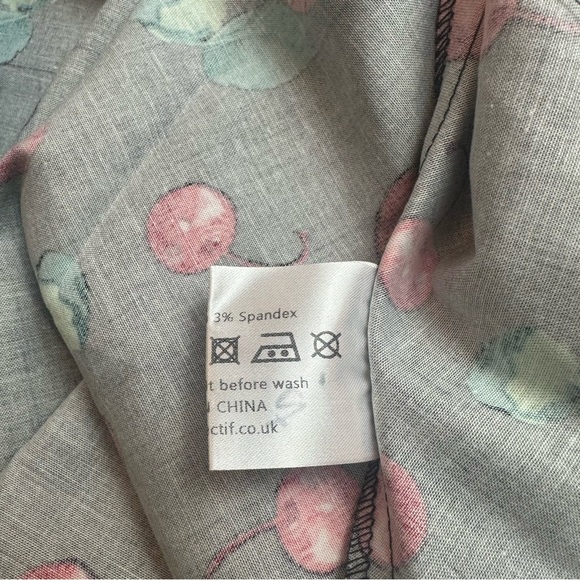 3% Spandex
t before wash
CHINA
ctif.co.uk